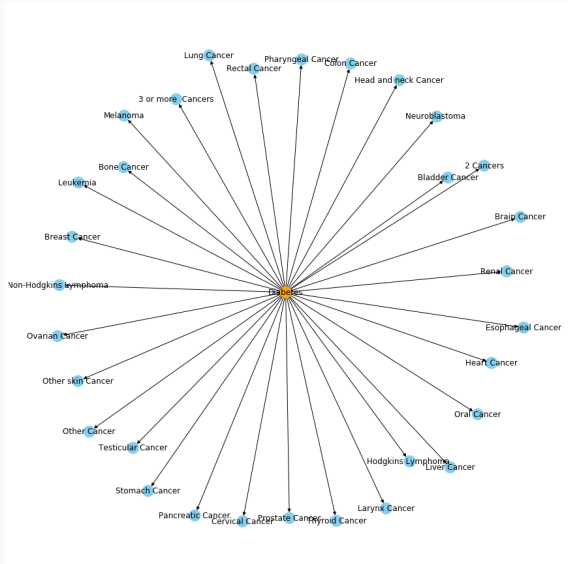 Lung Cancer
Pharyngeal Cancer
Colon Cancer
Rectal Cancer
Head and neck Cancer
3 or more  Cancers
Melanoma
Neuroblastoma
Bone Cancer
2 Cancers
Bladder Cancer
Leukemia
Brain Cancer
Breast Cancer
Renal Cancer
Non-Hodgkins Lymphoma
Diabetes
Esophageal Cancer
Ovarian Cancer
Heart Cancer
Other skin Cancer
Oral Cancer
Other Cancer
Testicular Cancer
Hodgkins Lymphoma
Liver Cancer
Stomach Cancer
Larynx Cancer
Pancreatic Cancer
Cervical Cancer
Prostate Cancer
Thyroid Cancer